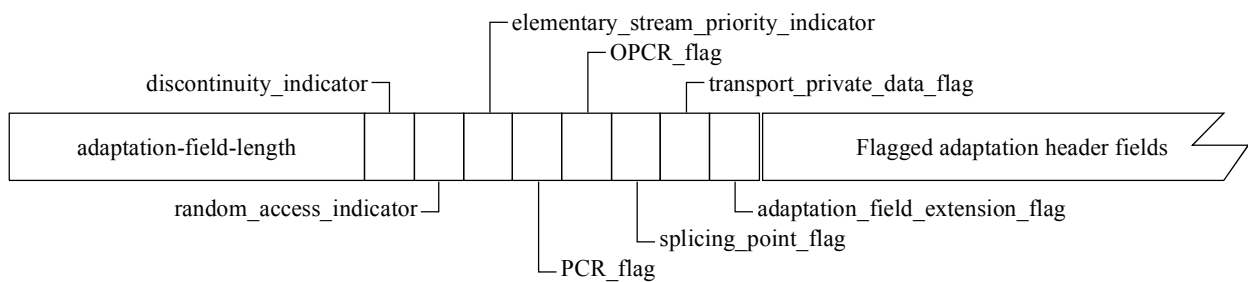 elementary_stream_priority_indicator
OPCR_flag
discontinuity_indicator
transport_private_data_flag
adaptation-field-length
Flagged adaptation header fields
random_access_indicator
adaptation_field_extension_flag
splicing_point_flag
PCR_flag